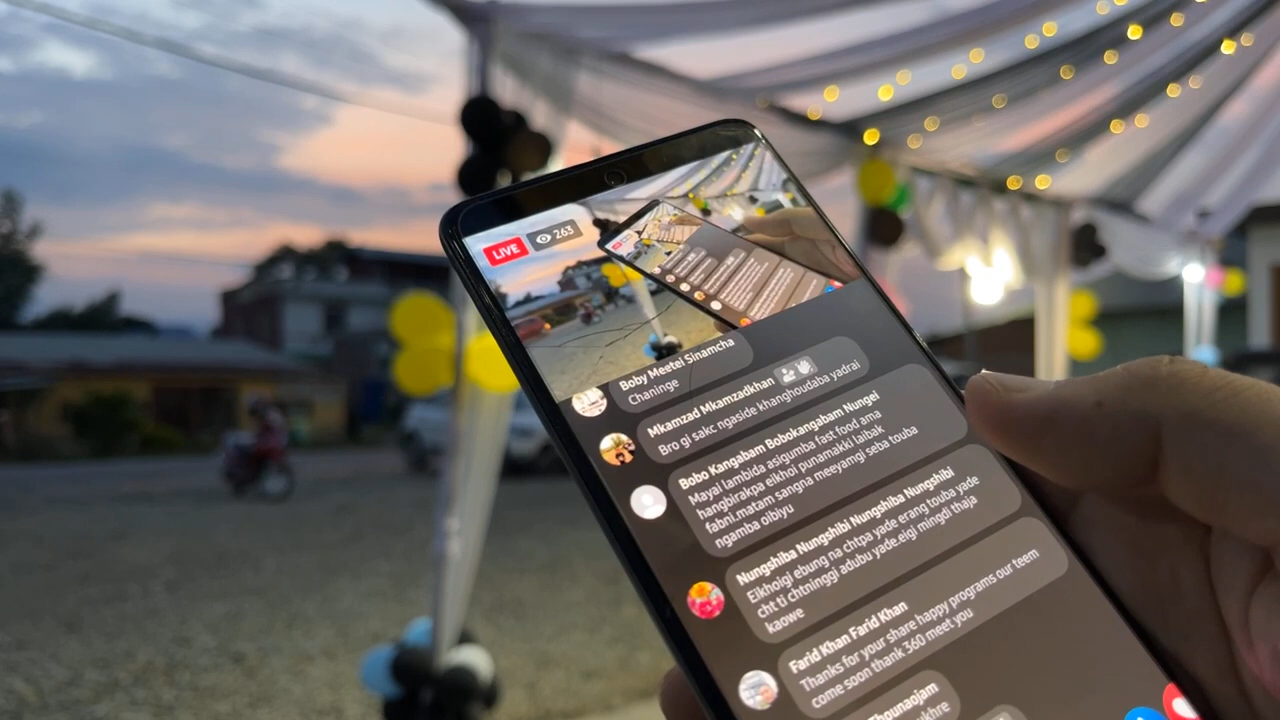 LIVE 263
Boby Meetei Sinamcha
Chaninge
Mkamzad Mkamzadkhan
Bro gi sakc ngaside khanghoudaba yadrai
Bobo Kangabam Bobokangabam Nungei
Mayai lambida asigumba fast food ama
hangbirakpa eikhoi punamakki laibak
fabni.matam sangna meeyamgi seba touba
ngamba oibiyu
Nungshiba Nungshibi Nungshiba Nungshibi
Eikhoigi ebung na chtpa yade erang touba yade
cht ti chtninggi adubu yade.eigi mingdi thaja
kaowe
Farid Khan Farid Khan
Thanks for your share happy programs our teem
come soon thank 360 meet you
Thounaojam